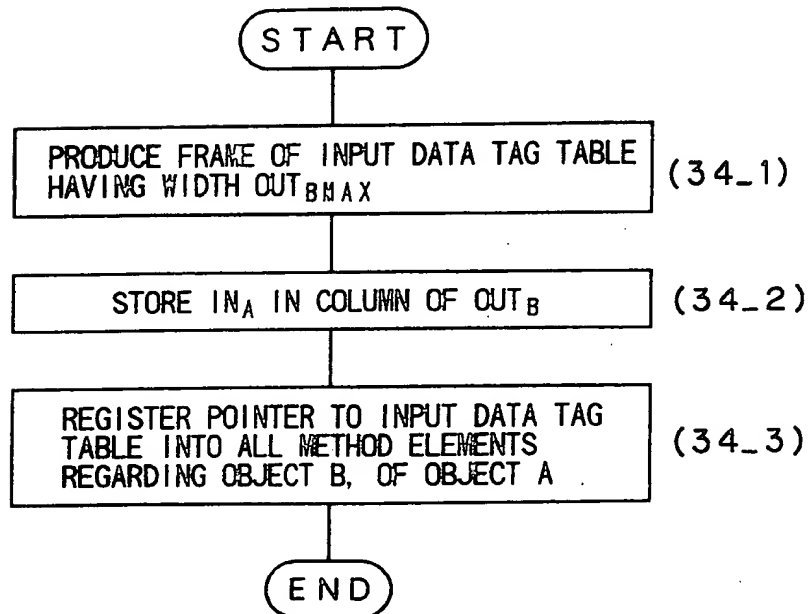 START
PRODUCE FRAME OF INPUT DATA TAG TABLE
HAVING WIDTH OUTBMAX
(34_1)
STORE INA IN COLUMN OF OUTB
(34_2)
REGISTER POINTER TO INPUT DATA TAG
TABLE INTO ALL METHOD ELEMENTS
REGARDING OBJECT B, OF OBJECT A
(34_3)
END